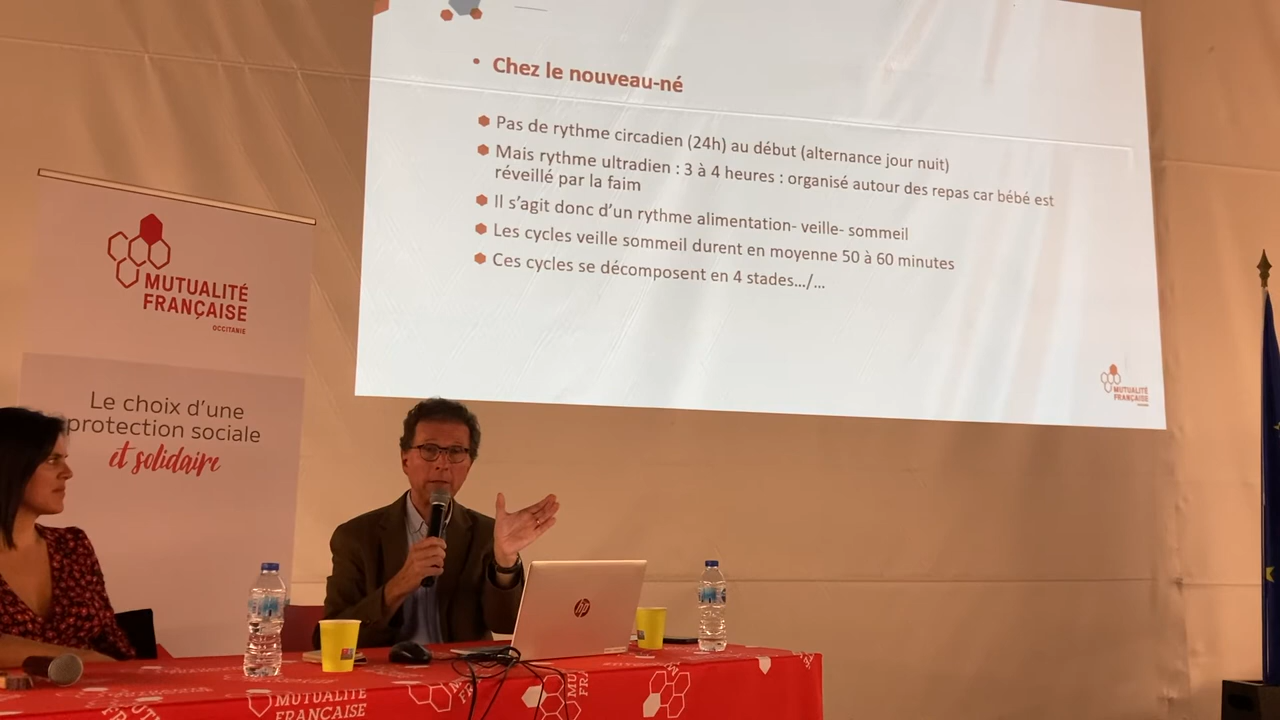 • Chez le nouveau-né
Pas de rythme circadien (24h) au début (alternance jour nuit)
Mais rythme ultradien : 3 à 4 heures : organisé autour des repas car bébé est
réveillé par la faim
Il s'agit donc d'un rythme alimentation- veille- sommeil
Les cycles veille sommeil durent en moyenne 50 à 60 minutes
Ces cycles se décomposent en 4 stades.../...
MUTUALITÉ
FRANÇAISE
MUTUALITÉ
FRANÇAISE
OCCITANIE
Le choix d'une
protection sociale
et solidaire
hp
MUTUALITÉ
FRANÇAISE